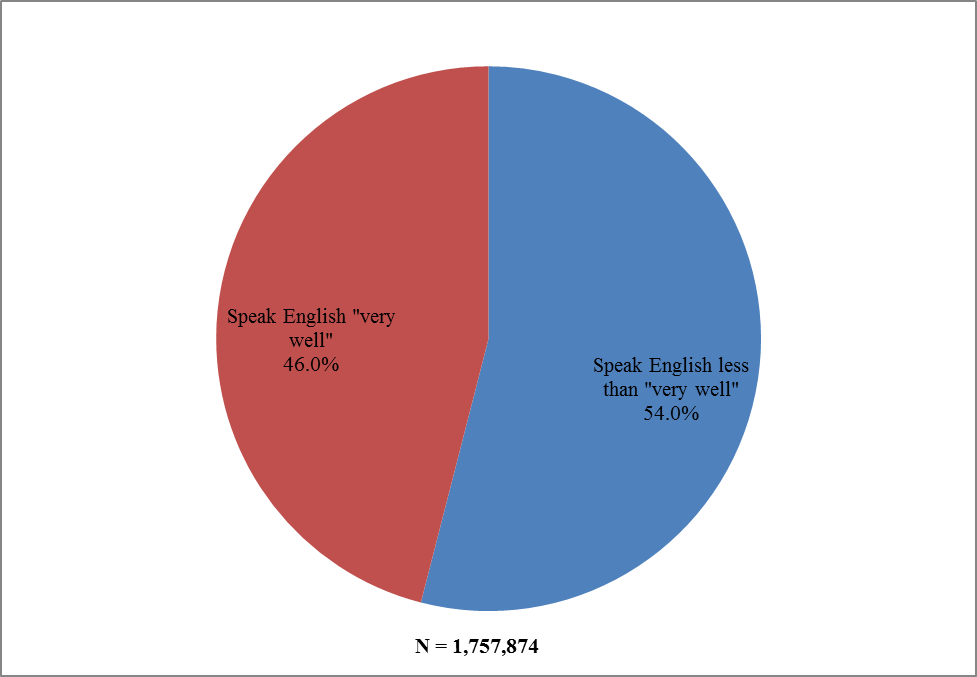 Speak English "very
well"
46.0%
Speak English less
than "very well"
54.0%
N = 1,757,874